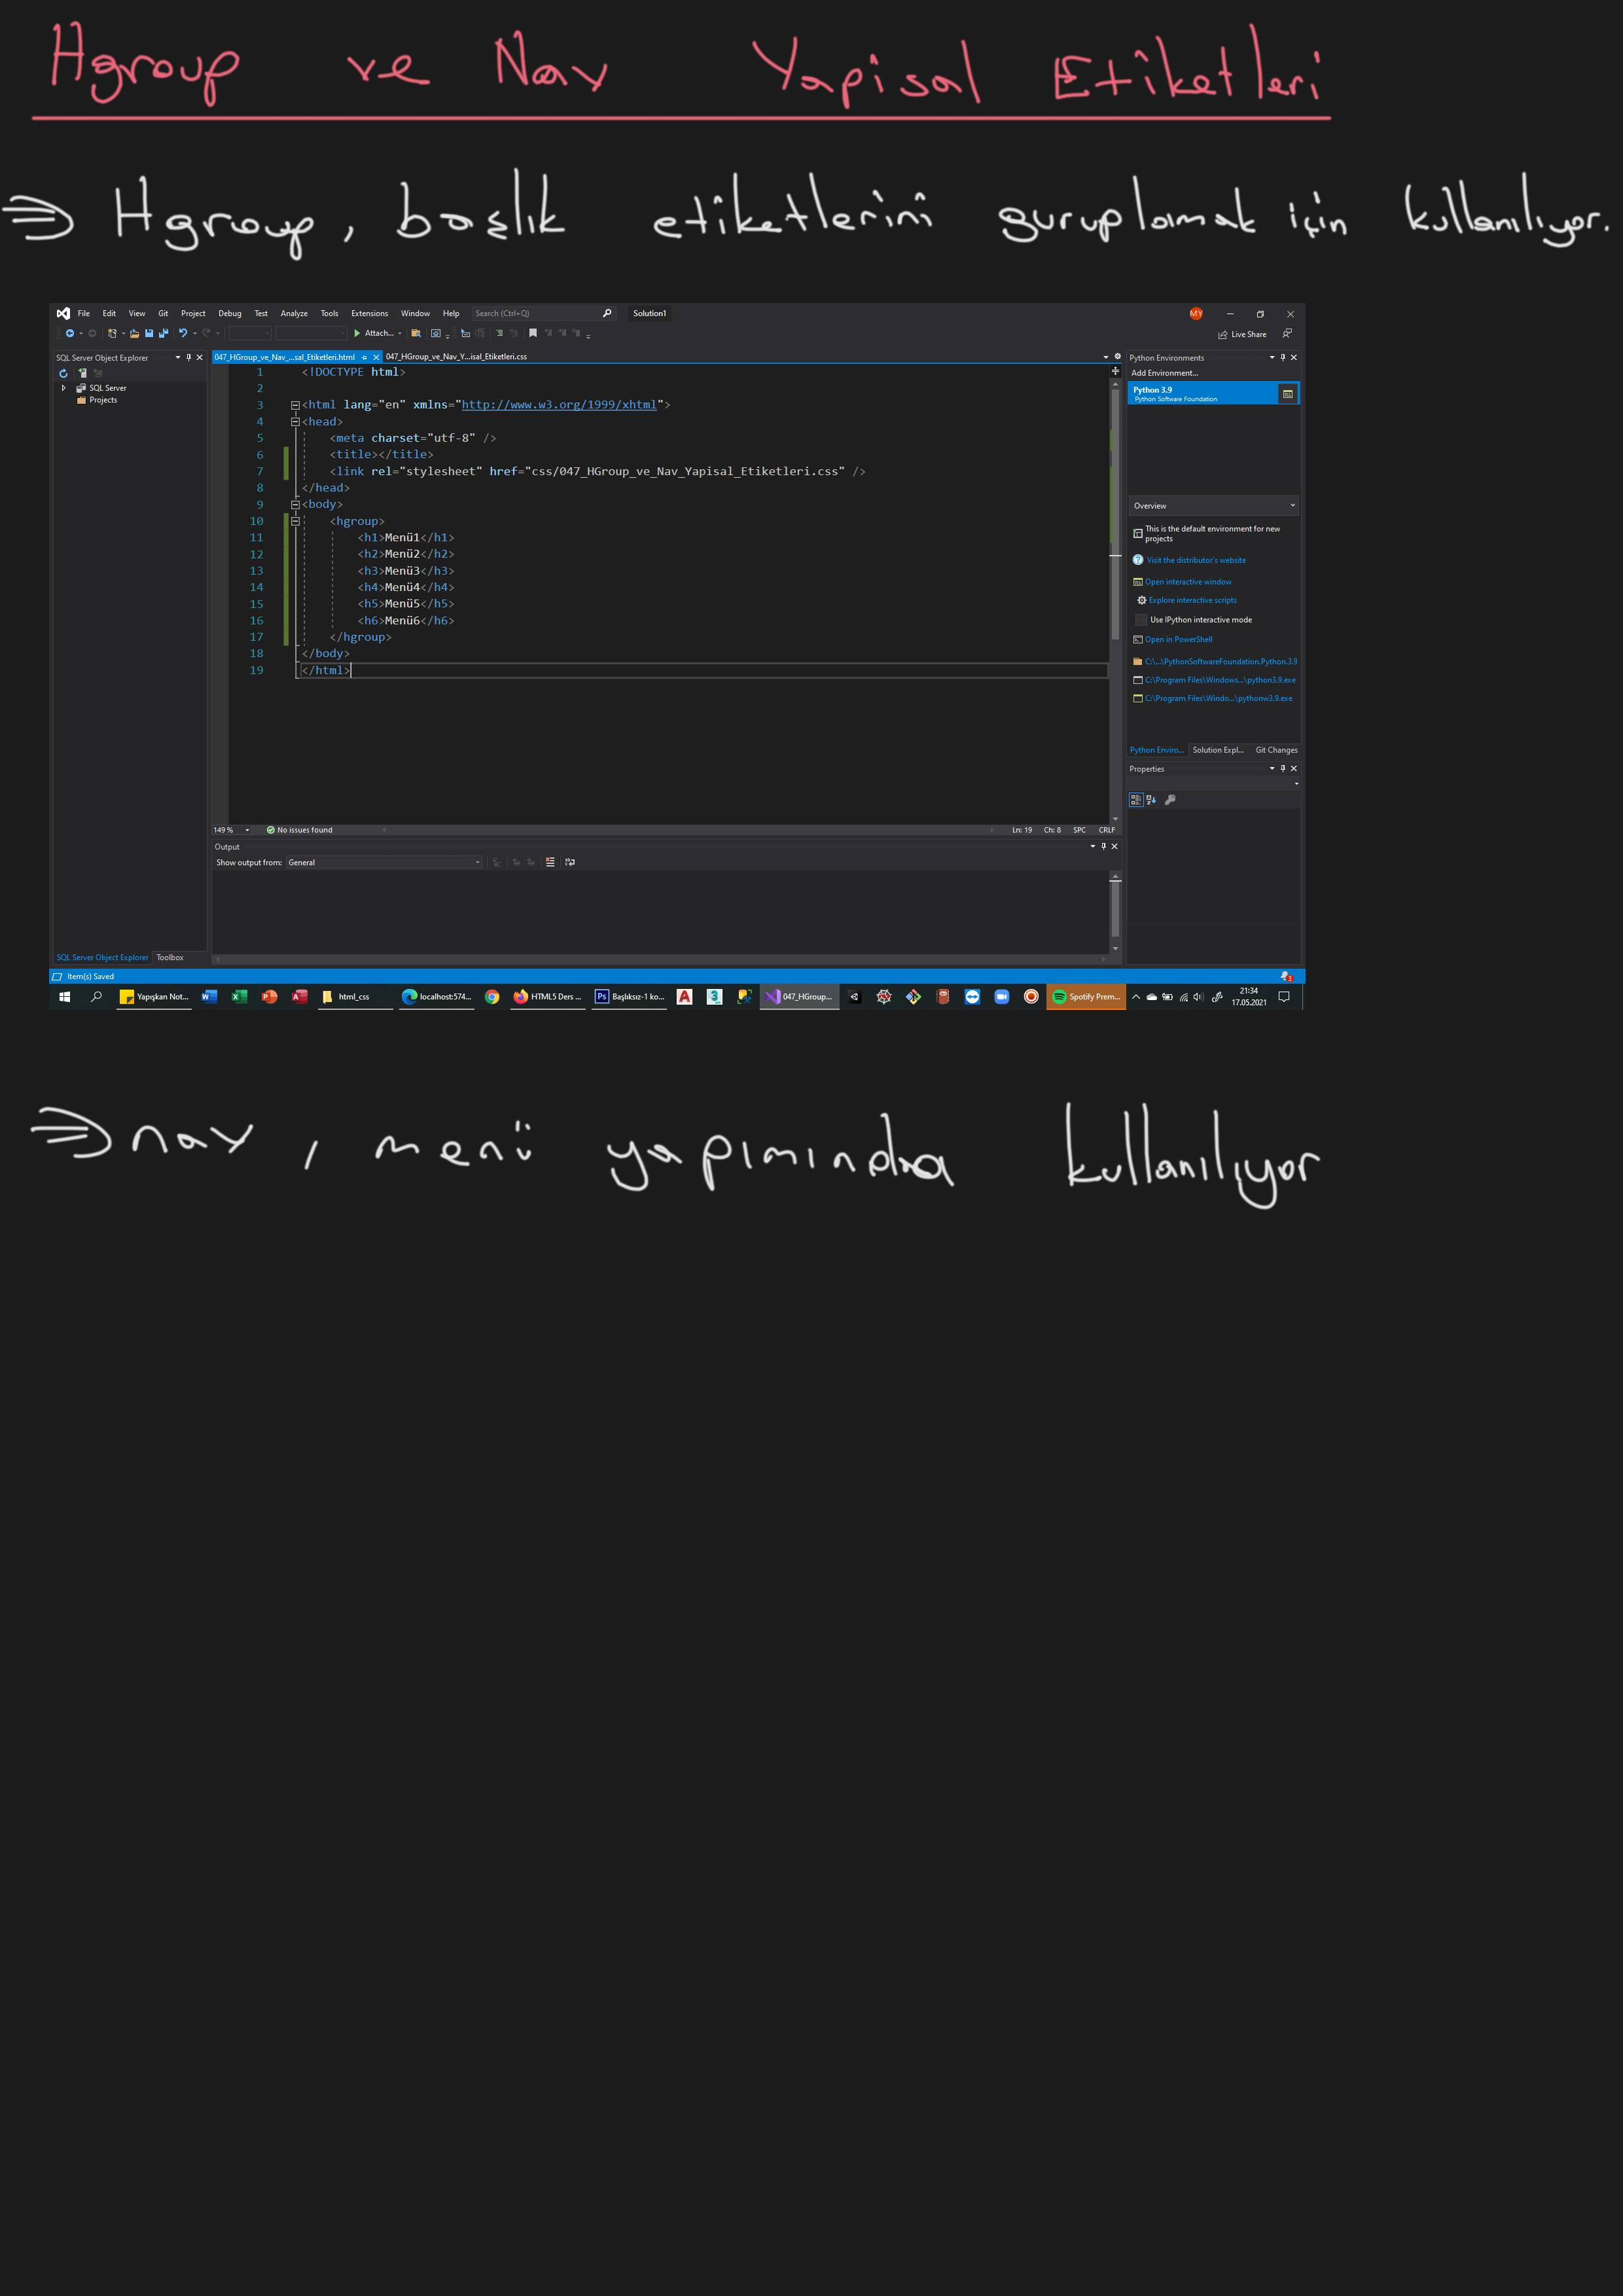 Hgroup ve Nav Yapisal Etiketleri
⇒ Hgroup, başlık etiketlerini guruplamak için kullanılıyor.
File Edit View Git Project Debug Test Analyze Tools Extensions Window Help Search (Ctrl+Q) Solution1 MY
Attach... Live Share
SQL Server Object Explorer 047_HGroup_ve_Nav_...sal_Etiketleri.html 047_HGroup_ve_Nav_Y...isal_Etiketleri.css Python Environments
Add Environment...
SQL Server
Projects
Python 3.9
Python Software Foundation
1 <!DOCTYPE html>
2
3 <html lang="en" xmlns="http://www.w3.org/1999/xhtml">
4 <head>
5 <meta charset="utf-8" />
6 <title></title>
7 <link rel="stylesheet" href="css/047_HGroup_ve_Nav_Yapisal_Etiketleri.css" />
8 </head>
9 <body>
10 <hgroup>
11 <h1>Menü1</h1>
12 <h2>Menü2</h2>
13 <h3>Menü3</h3>
14 <h4>Menü4</h4>
15 <h5>Menü5</h5>
16 <h6>Menü6</h6>
17 </hgroup>
18 </body>
19 </html>
Overview
This is the default environment for new
projects
Visit the distributor's website
Open interactive window
Explore interactive scripts
Use IPython interactive mode
Open in PowerShell
C:\...\PythonSoftwareFoundation.Python.3.9
C:\Program Files\Windows...\python3.9.exe
C:\Program Files\Windo...\pythonw3.9.exe
Python Enviro... Solution Expl... Git Changes
Properties
149 % No issues found Ln: 19 Ch: 8 SPC CRLF
Output
Show output from: General
SQL Server Object Explorer Toolbox
Item(s) Saved 3
Yapışkan Not... html_css localhost:574... HTML5 Ders ... Başlıksız-1 ko... 047_HGroup... Spotify Prem... 21:34
17.05.2021
⇒ nav, menü yapımında kullanılıyor